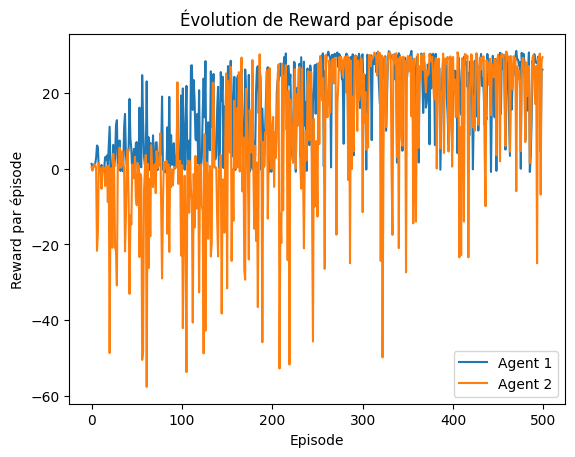 Évolution de Reward par épisode
Reward par épisode
20
0
−20
−40
−60
0 100 200 300 400 500
Episode
Agent 1
Agent 2